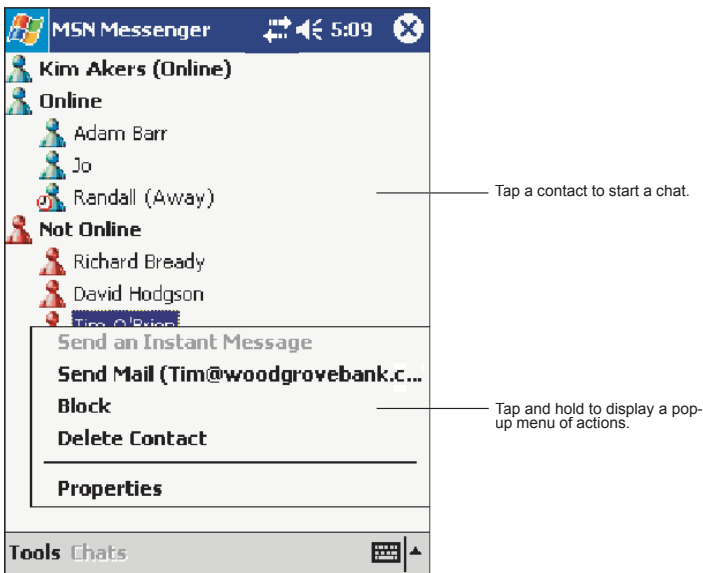 MSN Messenger 5:09
Kim Akers (Online)
Online
Adam Barr
Jo
Randall (Away)
Tap a contact to start a chat.
Not Online
Richard Bready
David Hodgson
Tim O'Brien
Send an Instant Message
Send Mail (Tim@woodgrovebank.c...
Block
Tap and hold to display a pop-
up menu of actions.
Delete Contact
Properties
Tools Chats